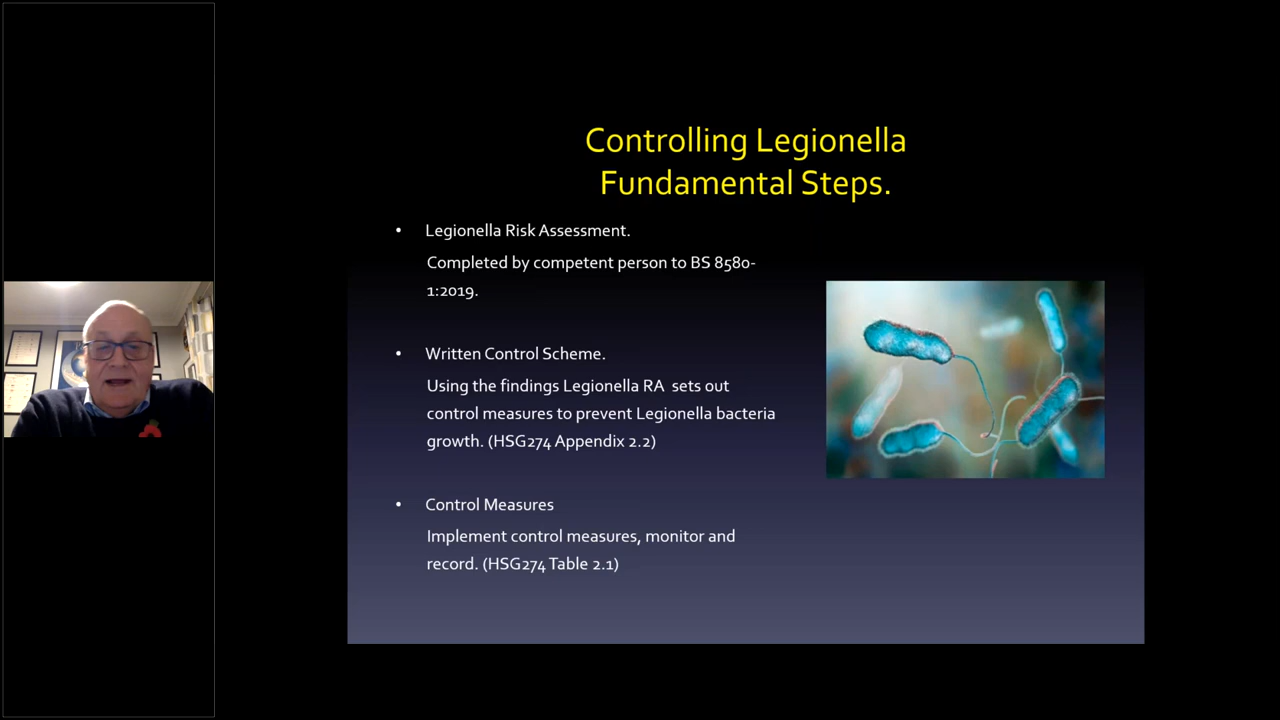 Controlling Legionella
Fundamental Steps.
• Legionella Risk Assessment.
Completed by competent person to BS 8580-
1:2019.
• Written Control Scheme.
Using the findings Legionella RA sets out
control measures to prevent Legionella bacteria
growth. (HSG274 Appendix 2.2)
• Control Measures
Implement control measures, monitor and
record. (HSG274 Table 2.1)